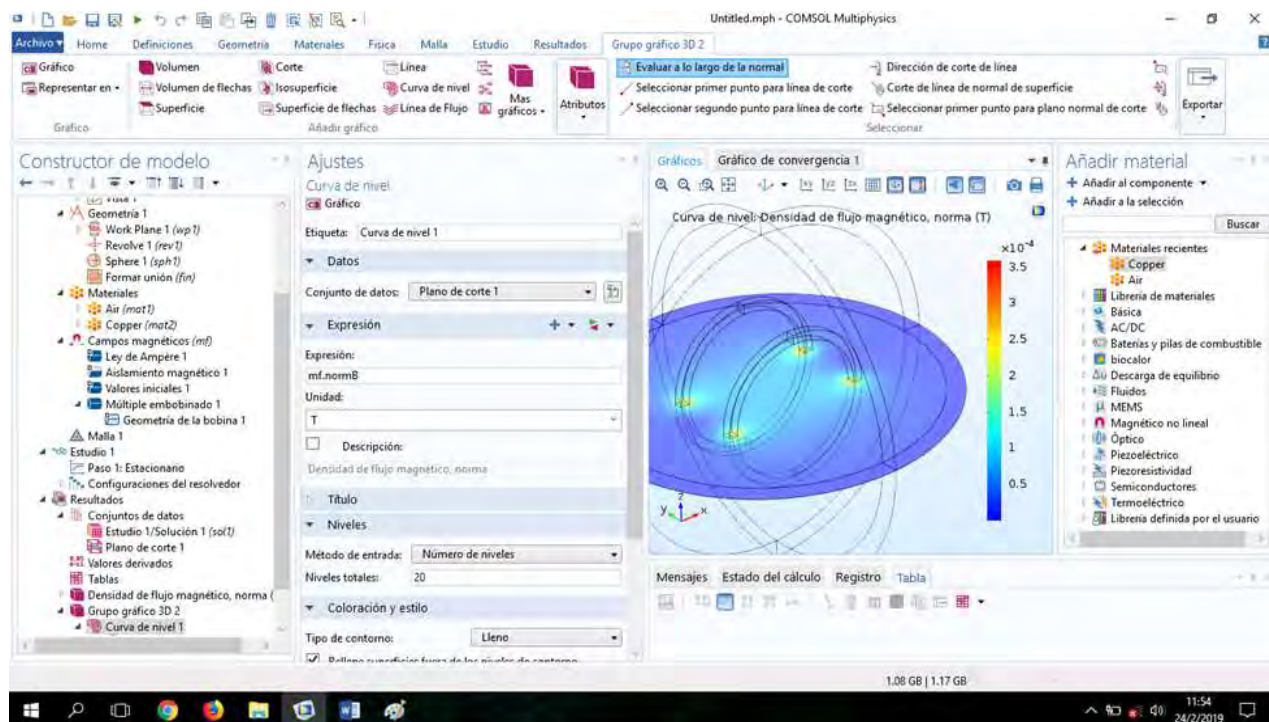 Untitled.mph - COMSOL Multiphysics
Archivo Home Definiciones Geometría Materiales Física Malla Estudio Resultados Grupo gráfico 3D 2
Gráfico
Representar en
Grafico
Volumen Corte Línea
Volumen de flechas Isosuperficie Curva de nivel
Superficie Superficie de flechas Línea de Flujo
Mas gráficos
Añadir gráfico
Atributos
Evaluar a lo largo de la normal Dirección de corte de línea
Seleccionar primer punto para línea de corte Corte de línea de normal de superficie
Seleccionar segundo punto para línea de corte Seleccionar primer punto para plano normal de corte
Seleccionar
Exportar
Constructor de modelo
Vista 1
Geometría 1
Work Plane 1 (wp1)
Revolve 1 (rev1)
Sphere 1 (sph1)
Formar unión (fin)
Materiales
Air (mat1)
Copper (mat2)
Campos magnéticos (mf)
Ley de Ampère 1
Aislamiento magnético 1
Valores iniciales 1
Múltiple embobinado 1
Geometría de la bobina 1
Malla 1
Estudio 1
Paso 1: Estacionario
Configuraciones del resolvedor
Resultados
Conjuntos de datos
Estudio 1/Solución 1 (sol1)
Plano de corte 1
Valores derivados
Tablas
Densidad de flujo magnético, norma (
Grupo gráfico 3D 2
Curva de nivel 1
Ajustes
Curva de nivel
Gráfico
Etiqueta: Curva de nivel 1
Datos
Conjunto de datos: Plano de corte 1
Expresión
Expresión:
mf.normB
Unidad:
T
Descripción:
Densidad de flujo magnético, norma
Título
Niveles
Método de entrada: Número de niveles
Niveles totales: 20
Coloración y estilo
Tipo de contorno: Lleno
Relleno superficies fuera de los niveles de contorno
Gráficos Gráfico de convergencia 1
Curva de nivel: Densidad de flujo magnético, norma (T)
×10⁻⁴
3.5
3
2.5
2
1.5
1
0.5
z
y x
Mensajes Estado del cálculo Registro Tabla
Añadir material
Añadir al componente
Añadir a la selección
Buscar
Materiales recientes
Copper
Air
Librería de materiales
Básica
AC/DC
Baterías y pilas de combustible
biocalor
Descarga de equilibrio
Fluidos
MEMS
Magnético no lineal
Óptico
Piezoeléctrico
Piezoresistividad
Semiconductores
Termoeléctrico
Librería definida por el usuario
1.08 GB | 1.17 GB
11:54
24/2/2019